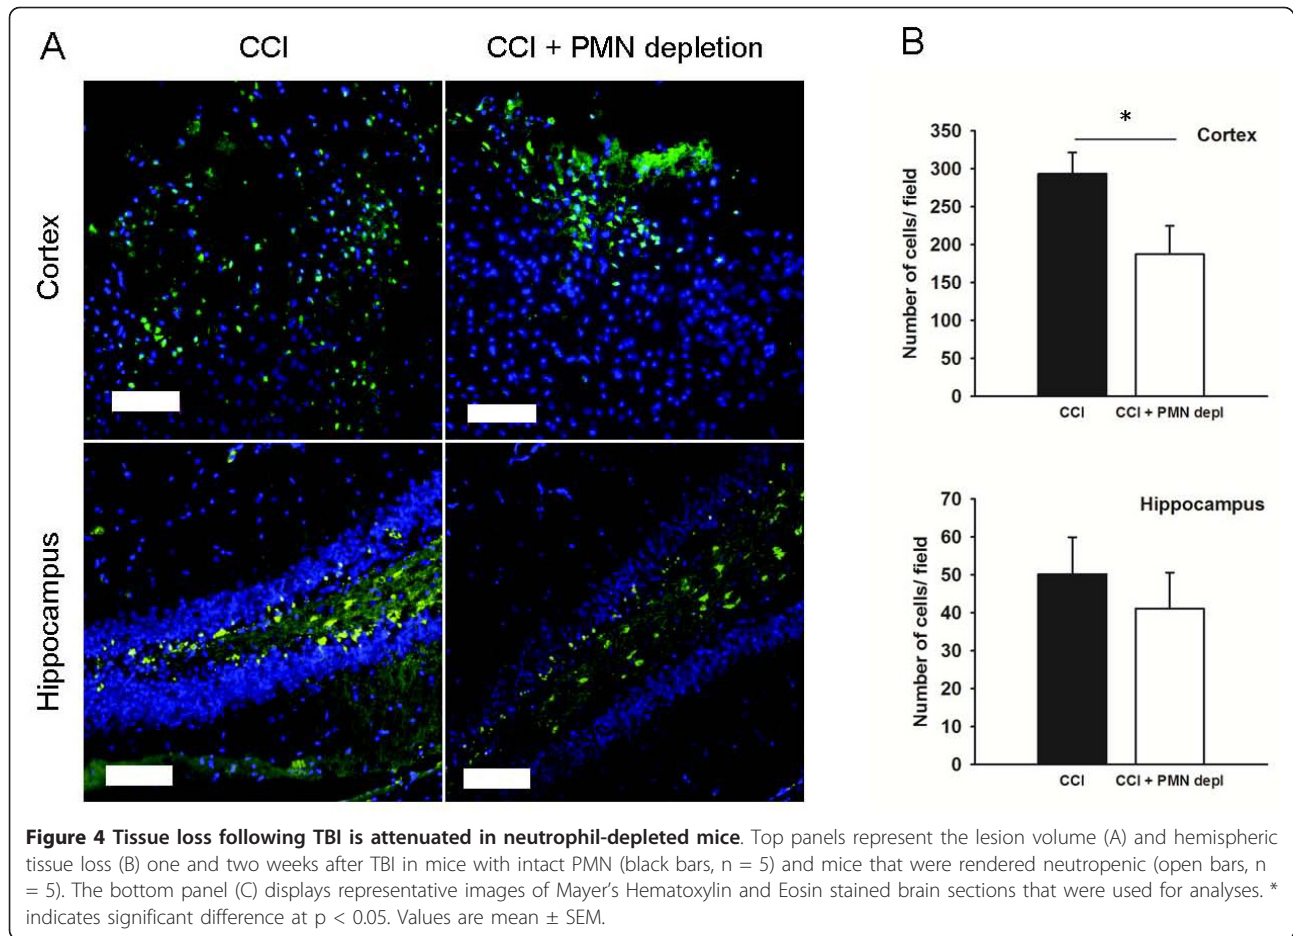 A
CCI
CCI + PMN depletion
Cortex
Hippocampus
B
*
Cortex
350
300
250
200
150
100
50
0
Number of cells/ field
CCI
CCI + PMN depl
Hippocampus
70
60
50
40
30
20
10
0
Number of cells/ field
CCI
CCI + PMN depl
Figure 4 Tissue loss following TBI is attenuated in neutrophil-depleted mice. Top panels represent the lesion volume (A) and hemispheric
tissue loss (B) one and two weeks after TBI in mice with intact PMN (black bars, n = 5) and mice that were rendered neutropenic (open bars, n
= 5). The bottom panel (C) displays representative images of Mayer's Hematoxylin and Eosin stained brain sections that were used for analyses. *
indicates significant difference at p < 0.05. Values are mean ± SEM.